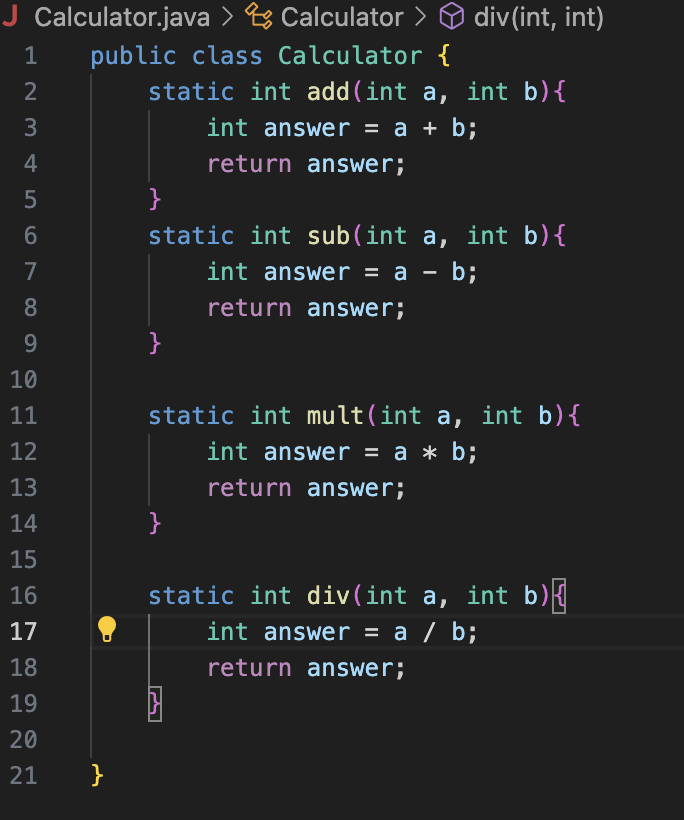 J Calculator.java > Calculator > div(int, int)
1 public class Calculator {
2 static int add(int a, int b){
3 int answer = a + b;
4 return answer;
5 }
6 static int sub(int a, int b){
7 int answer = a - b;
8 return answer;
9 }
10
11 static int mult(int a, int b){
12 int answer = a * b;
13 return answer;
14 }
15
16 static int div(int a, int b){
17 int answer = a / b;
18 return answer;
19 }
20
21 }